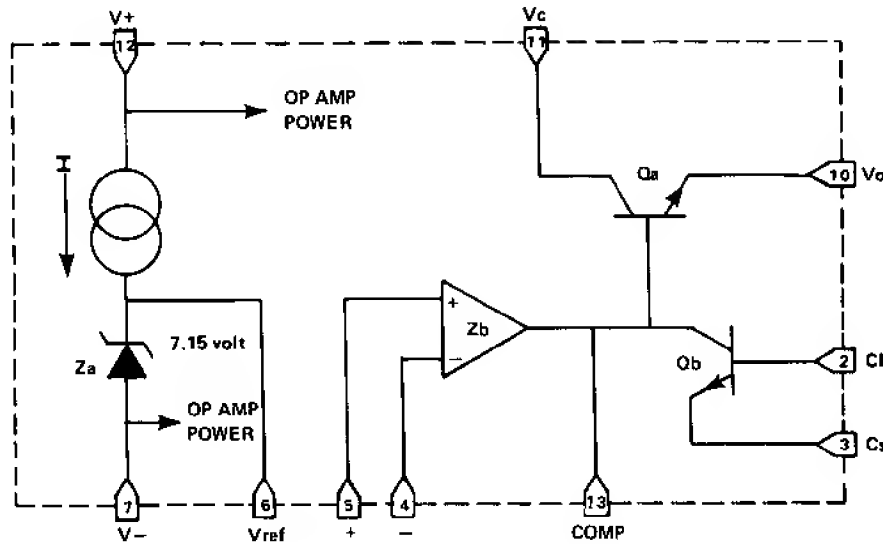 V+
Vc
12
11
OP AMP
POWER
I
Qa
10
Vo
+
Zb
7.15 volt
−
2
Cl
Za
Qb
OP AMP
POWER
3
Cs
7
6
5
4
13
V−
Vref
+
−
COMP